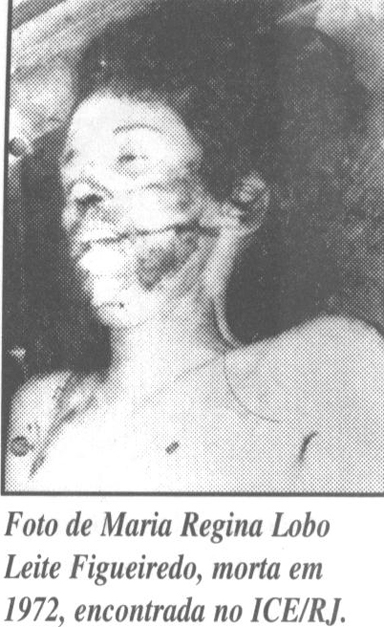 Foto de Maria Regina Lobo
Leite Figueiredo, morta em
1972, encontrada no ICE/RJ.